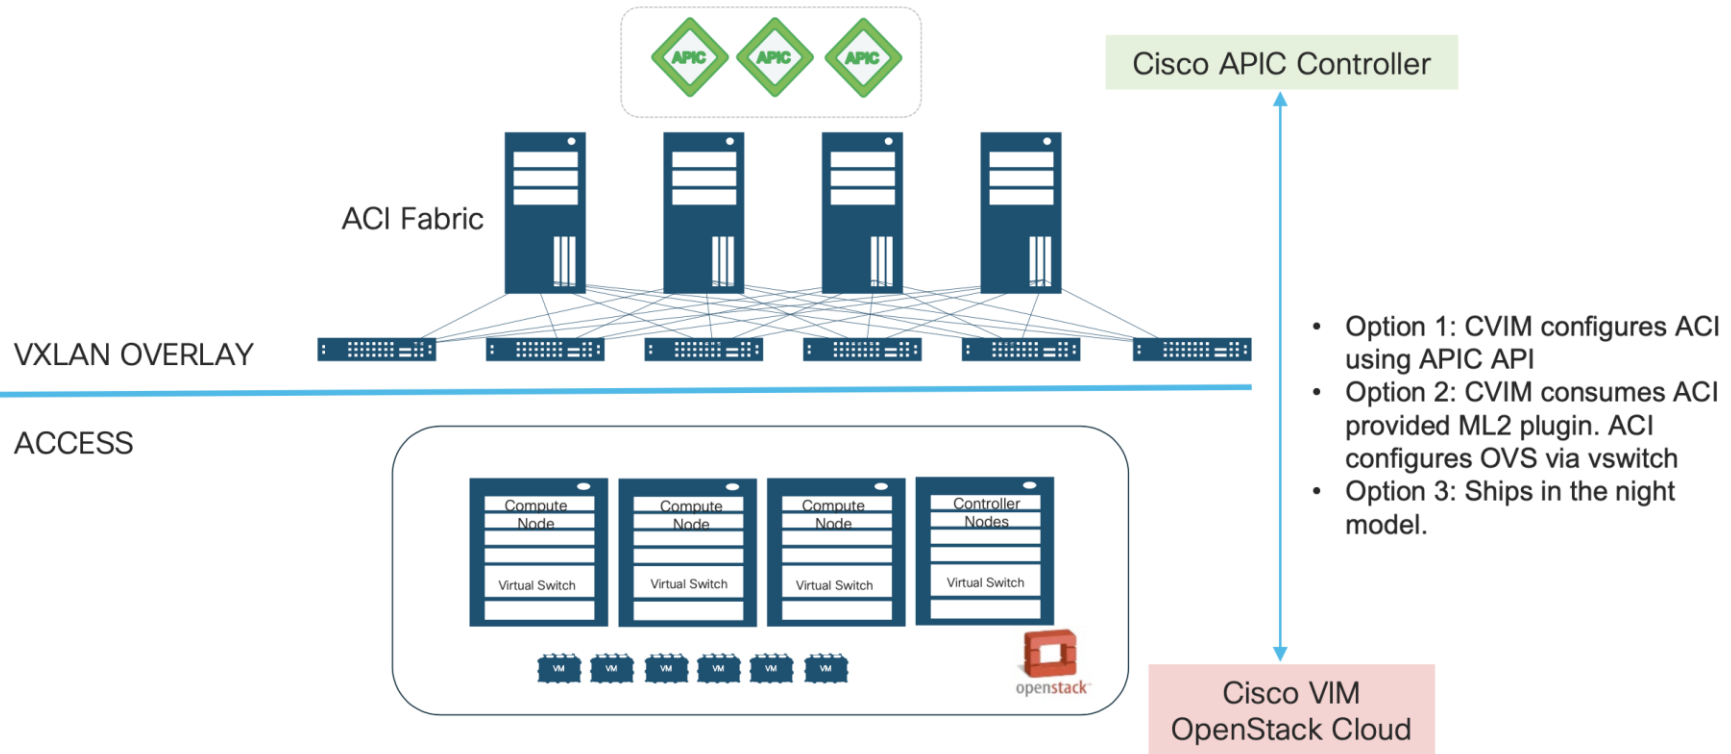 APIC APIC APIC
Cisco APIC Controller
ACI Fabric
VXLAN OVERLAY
• Option 1: CVIM configures ACI
using APIC API
• Option 2: CVIM consumes ACI
provided ML2 plugin. ACI
configures OVS via vswitch
• Option 3: Ships in the night
model.
ACCESS
Compute
Node
Virtual Switch
Compute
Node
Virtual Switch
Compute
Node
Virtual Switch
Controller
Nodes
Virtual Switch
VM VM VM VM VM VM
openstack
Cisco VIM
OpenStack Cloud